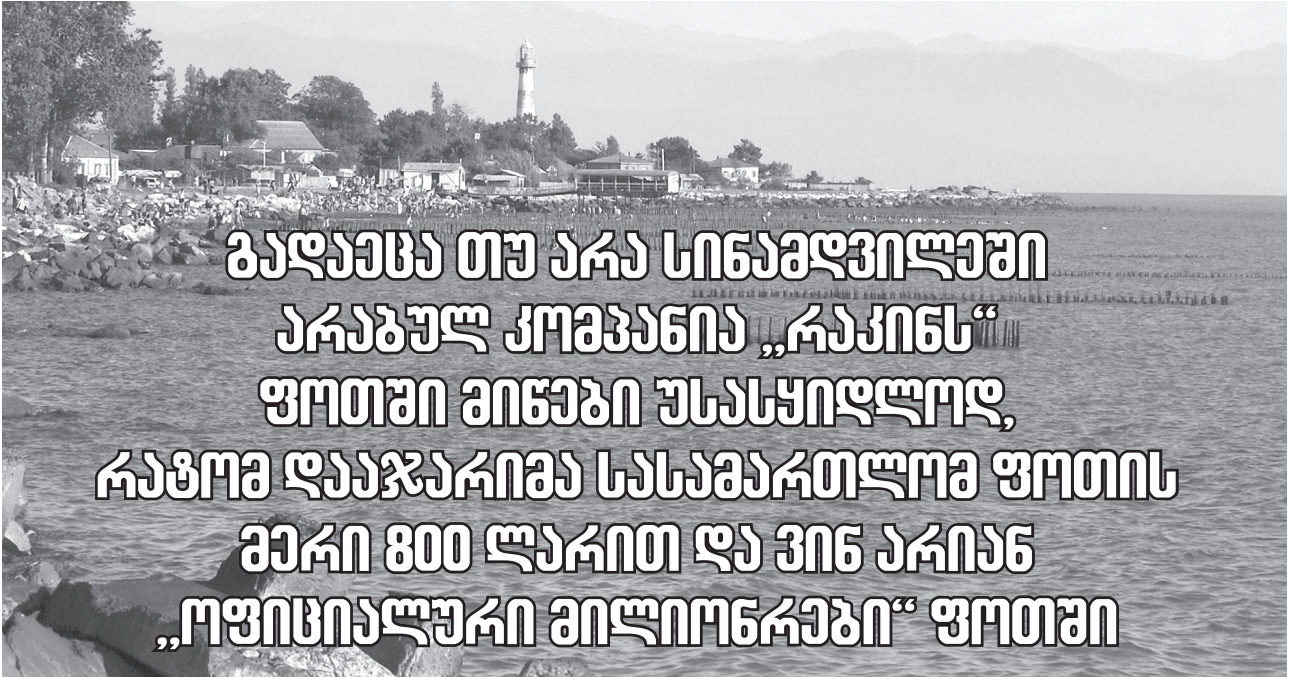 გადაეცა თუ არა სინამდვილეში
არაბულ კომპანია „რაკინს“
ფოთში მიწები უსასყიდლოდ,
რატომ დააჯარიმა სასამართლომ ფოთის
მერი 800 ლარით და ვინ არიან
„ოფიციალური მილიონრები“ ფოთში